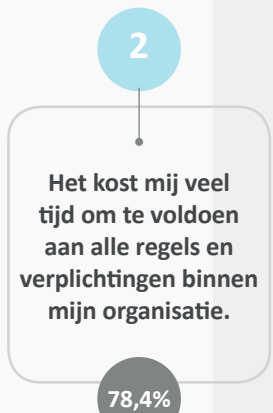 2
Het kost mij veel
tijd om te voldoen
aan alle regels en
verplichtingen binnen
mijn organisatie.
78,4%